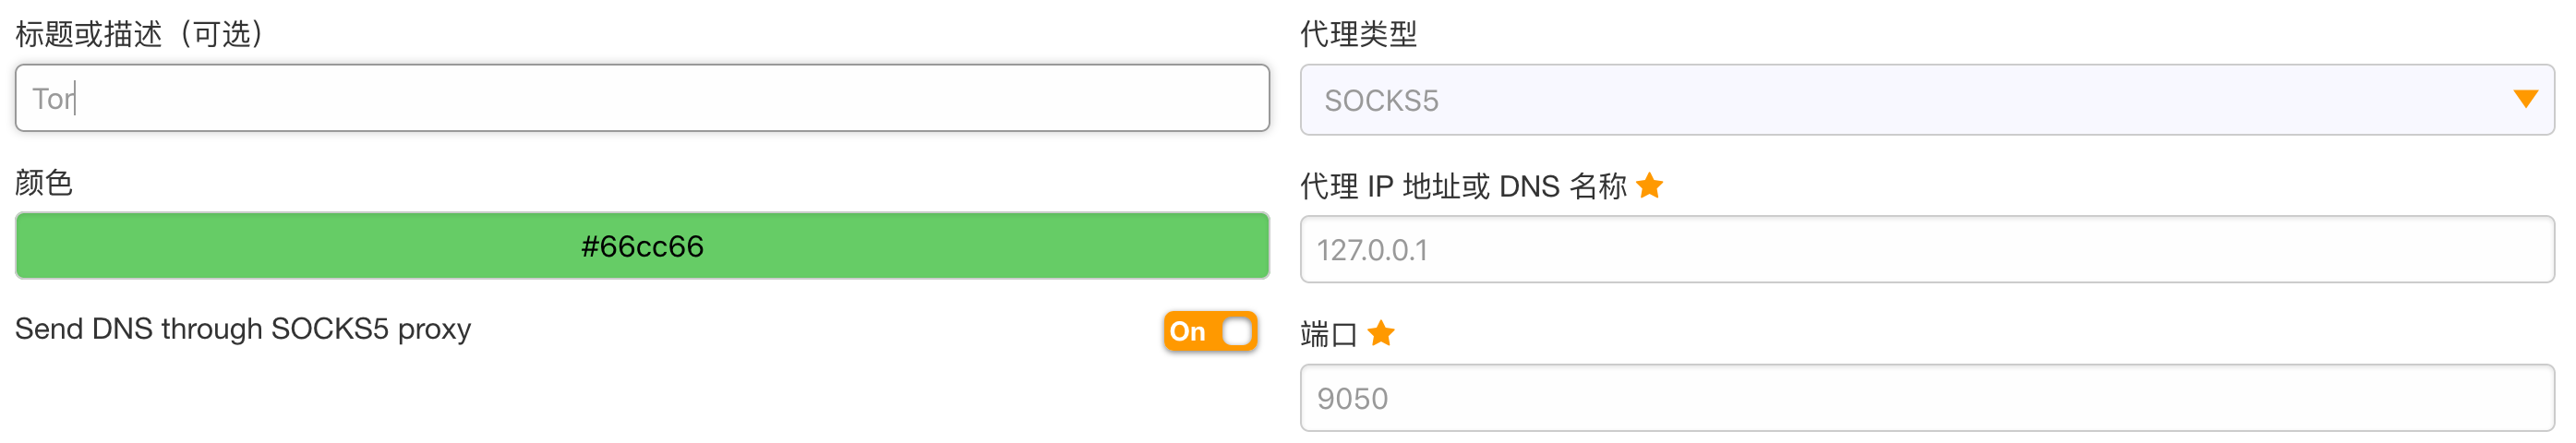 标题或描述（可选）
Tor
颜色
#66cc66
Send DNS through SOCKS5 proxy
On
代理类型
SOCKS5
代理 IP 地址或 DNS 名称
127.0.0.1
端口
9050